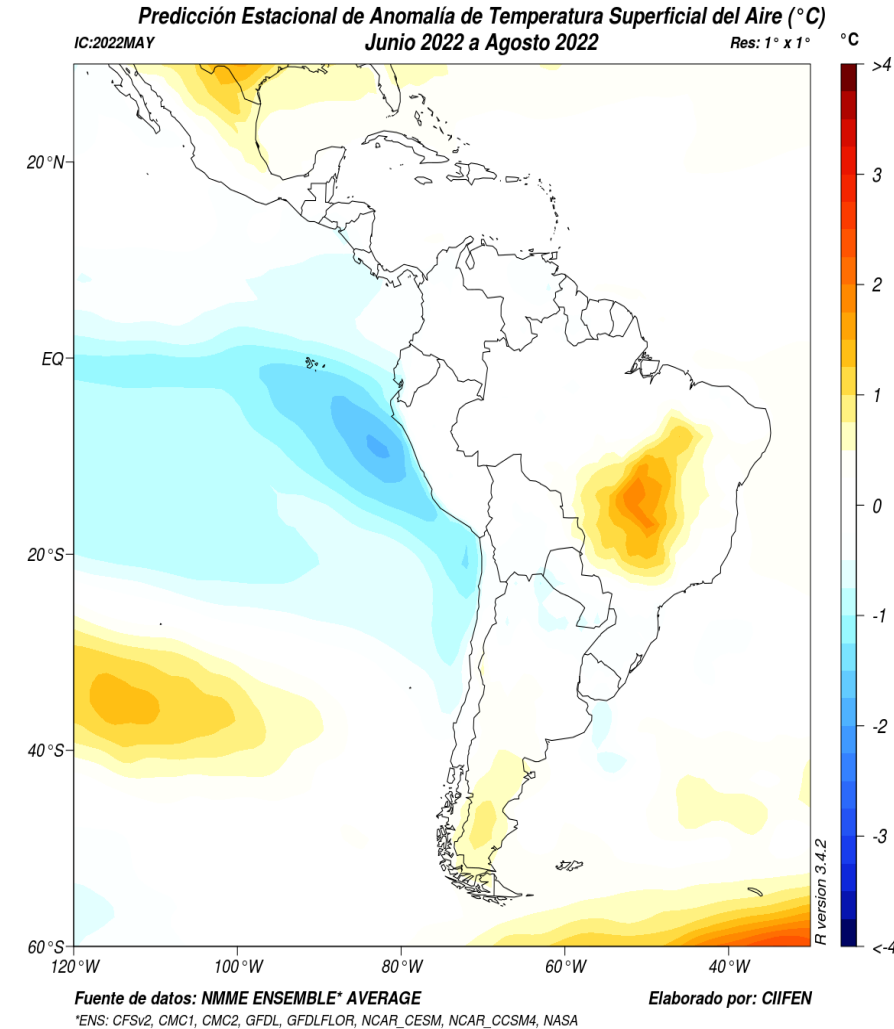 Predicción Estacional de Anomalía de Temperatura Superficial del Aire (°C)
IC:2022MAY
Junio 2022 a Agosto 2022
Res: 1° x 1°
°C
>4
3
2
1
0
-1
-2
-3
<-4
20°N
EQ
20°S
40°S
60°S
120°W
100°W
80°W
60°W
40°W
R version 3.4.2
Fuente de datos: NMME ENSEMBLE* AVERAGE
Elaborado por: CIIFEN
*ENS: CFSv2, CMC1, CMC2, GFDL, GFDLFLOR, NCAR_CESM, NCAR_CCSM4, NASA